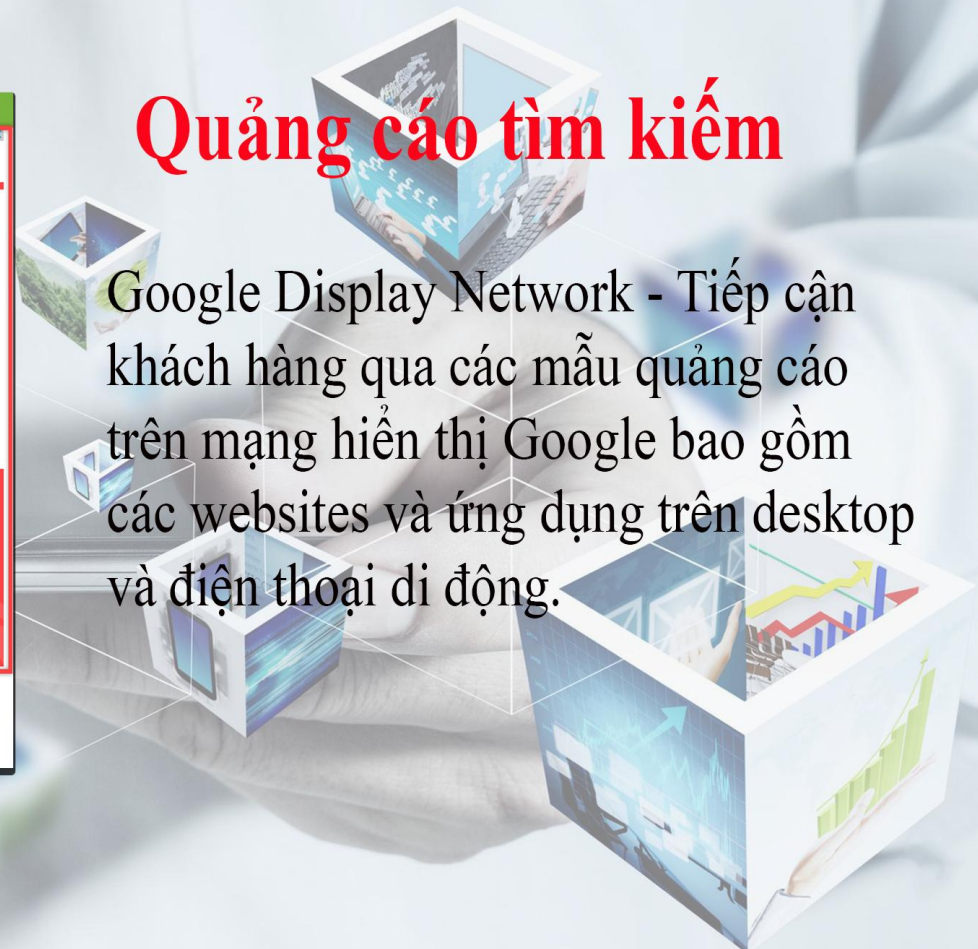 Quảng cáo tìm kiếm
Google Display Network - Tiếp cận
khách hàng qua các mẫu quảng cáo
trên mạng hiển thị Google bao gồm
các websites và ứng dụng trên desktop
và điện thoại di động.